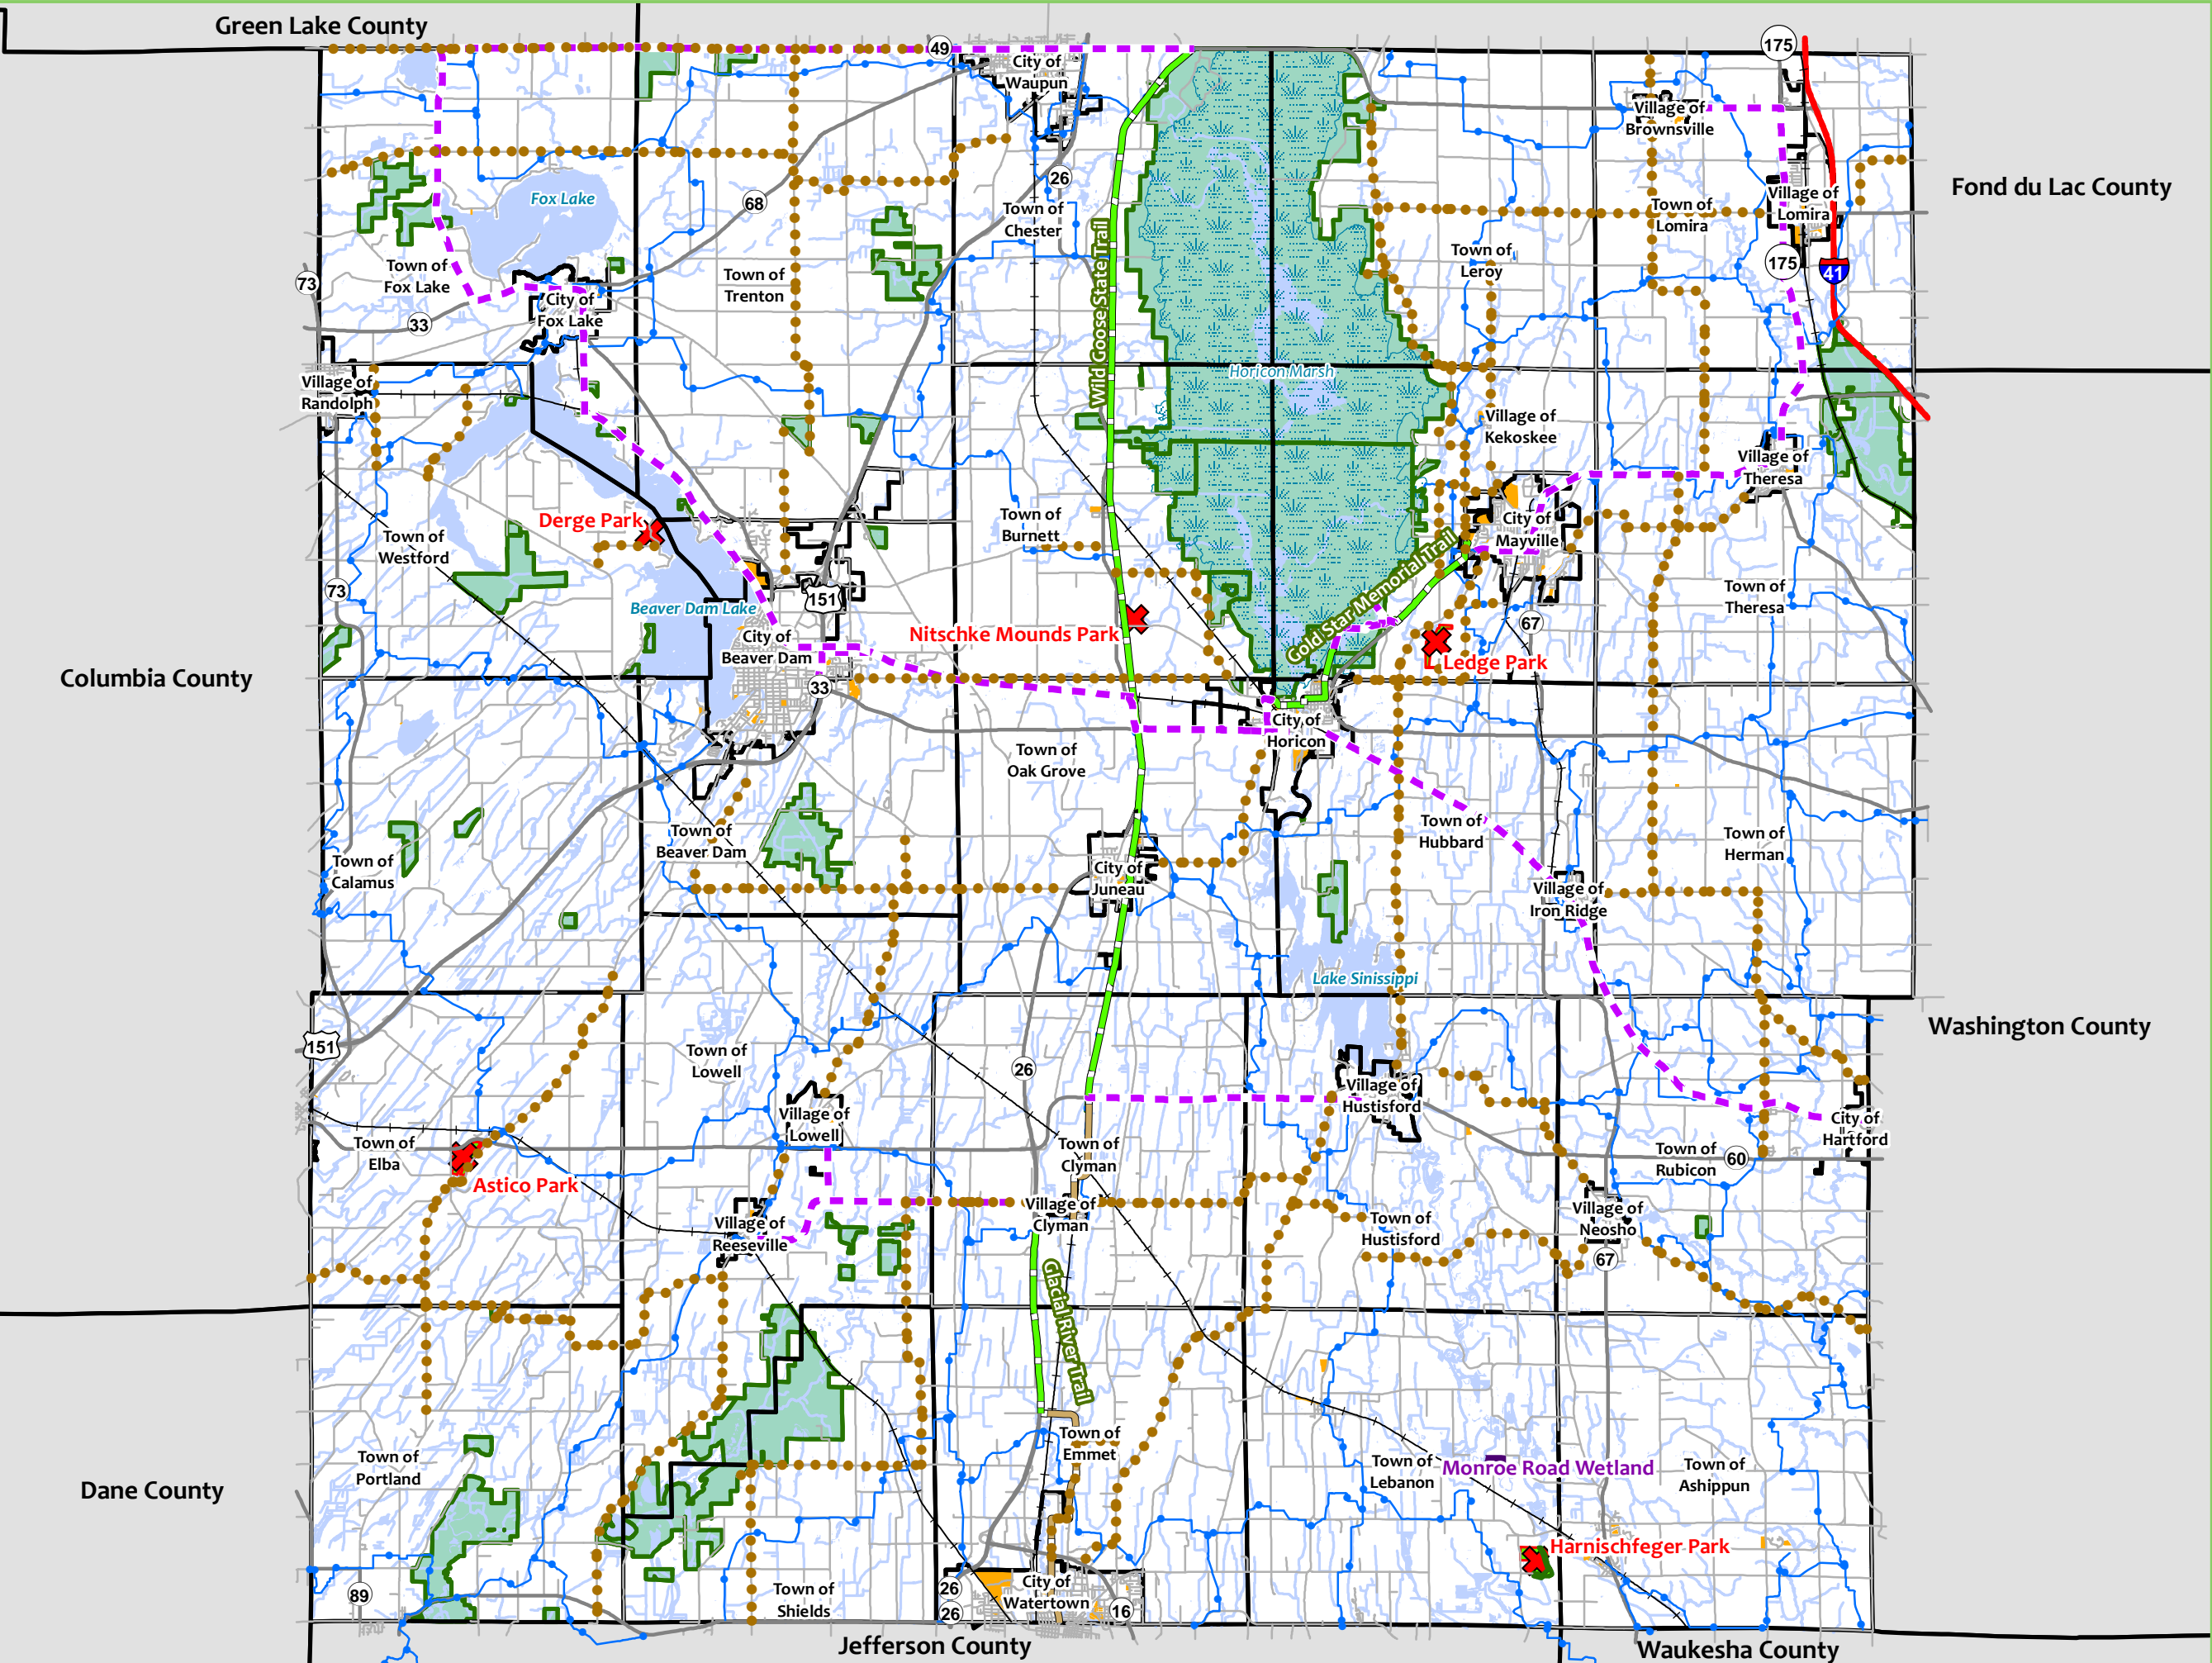 Green Lake County
49
175
City of
Waupun
Village of
Brownsville
26
Fond du Lac County
Fox Lake
68
Village of
Lomira
Town of
Lomira
Town of
Chester
Wild Goose State Trail
Town of
Leroy
175
41
73
Town of
Fox Lake
Town of
Trenton
City of
Fox Lake
33
Horicon Marsh
Village of
Randolph
Village of
Kekoskee
Village of
Theresa
Derge Park
Town of
Burnett
City of
Mayville
Town of
Westford
73
151
Town of
Theresa
Beaver Dam Lake
Gold Star Memorial Trail
67
Nitschke Mounds Park
City of
Beaver Dam
Ledge Park
Columbia County
33
City of
Horicon
Town of
Oak Grove
Town of
Beaver Dam
Town of
Hubbard
Town of
Herman
Town of
Calamus
City of
Juneau
Village of
Iron Ridge
Lake Sinissippi
Washington County
151
Town of
Lowell
26
Village of
Hustisford
Village of
Lowell
City of
Hartford
Town of
Elba
Town of
Clyman
Town of
Rubicon
60
Astico Park
Village of
Clyman
Village of
Reeseville
Town of
Hustisford
Village of
Neosho
67
Glacial River Trail
Town of
Emmet
Town of
Portland
Town of
Lebanon
Monroe Road Wetland
Town of
Ashippun
Dane County
Harnischfeger Park
89
Town of
Shields
26
26
City of
Watertown
16
Jefferson County
Waukesha County